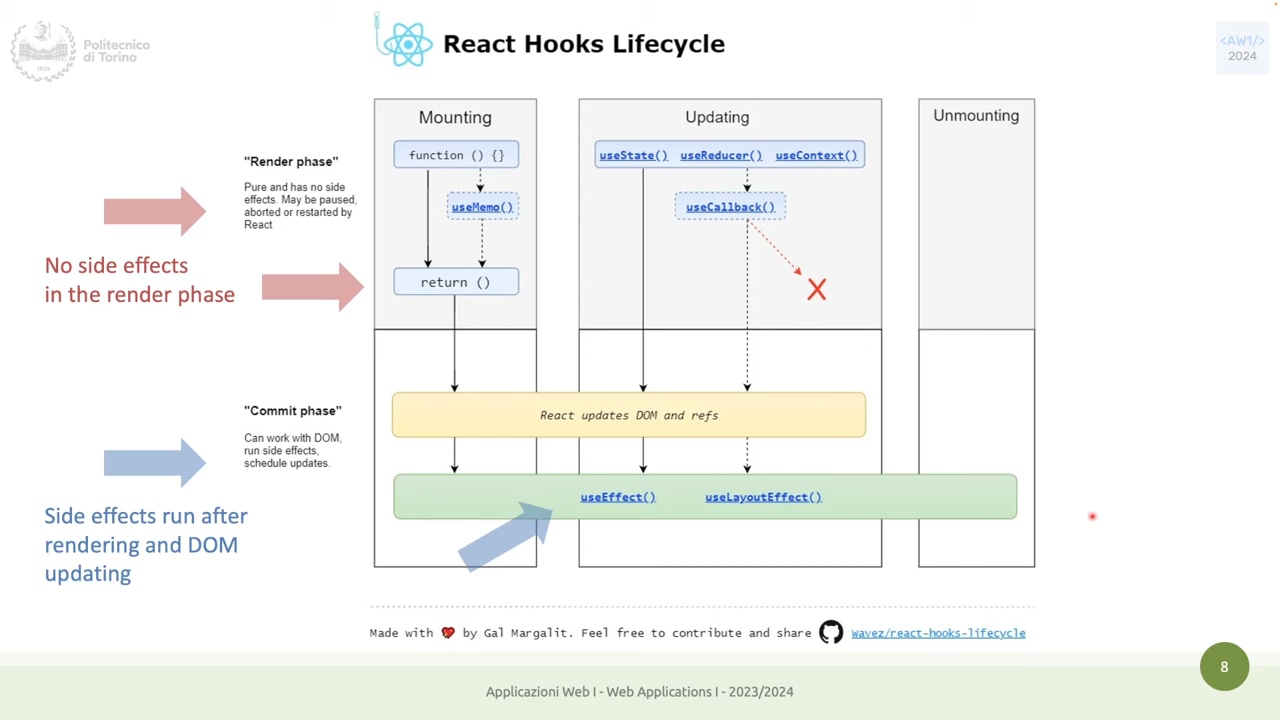 Politecnico
di Torino
1859
React Hooks Lifecycle
<AW1/>
2024
Mounting
Updating
Unmounting
"Render phase"
Pure and has no side
effects. May be paused,
aborted or restarted by
React
function () {}
useMemo()
return ()
useState() useReducer() useContext()
useCallback()
X
No side effects
in the render phase
"Commit phase"
Can work with DOM,
run side effects,
schedule updates.
React updates DOM and refs
useEffect() useLayoutEffect()
Side effects run after
rendering and DOM
updating
Made with by Gal Margalit. Feel free to contribute and share wavez/react-hooks-lifecycle
Applicazioni Web I - Web Applications I - 2023/2024
8